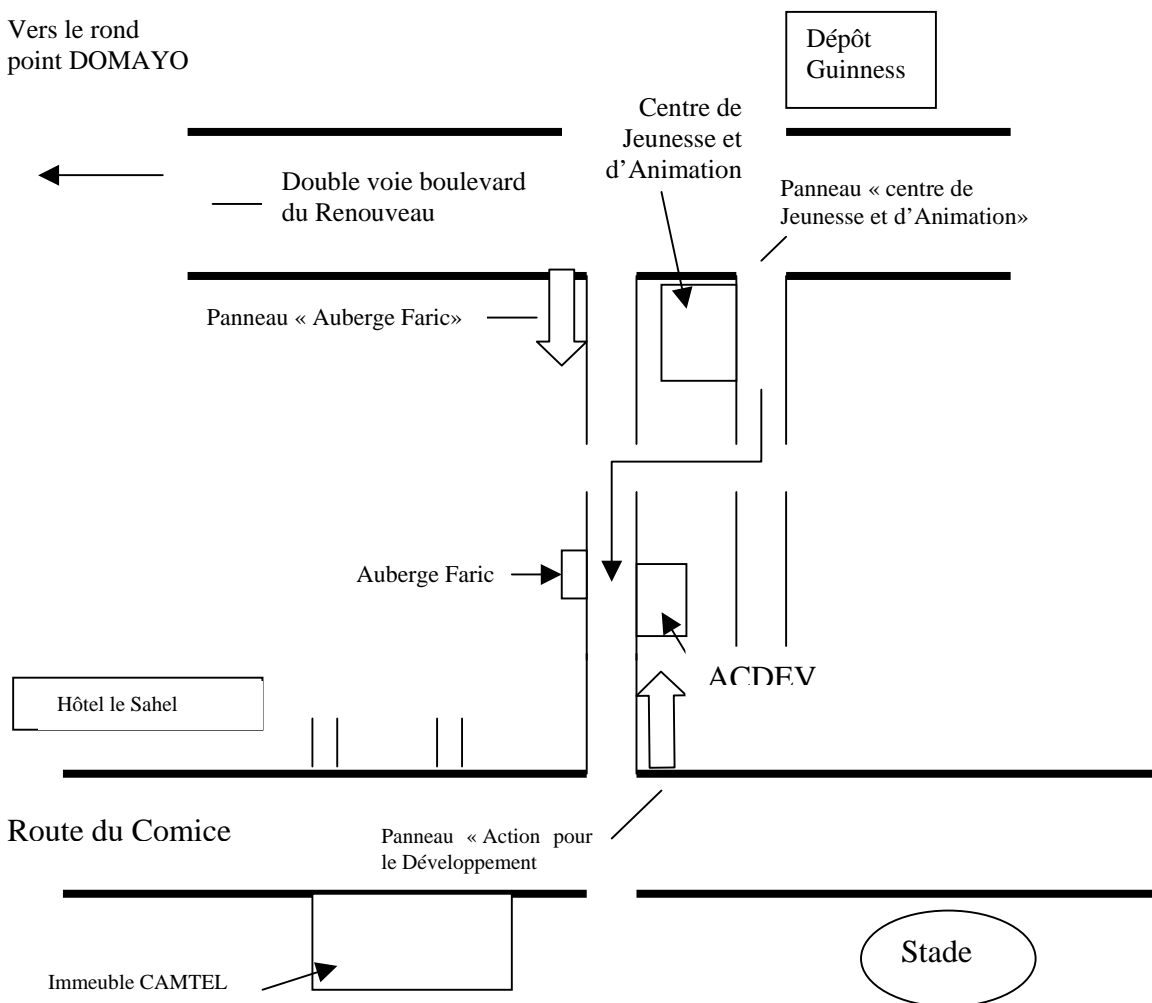 Vers le rond
point DOMAYO
Dépôt
Guinness
Centre de
Jeunesse et
d'Animation
Double voie boulevard
du Renouveau
Panneau « centre de
Jeunesse et d'Animation»
Panneau « Auberge Faric»
Auberge Faric
ACDEV
Hôtel le Sahel
Route du Comice
Panneau « Action pour
le Développement
Stade
Immeuble CAMTEL